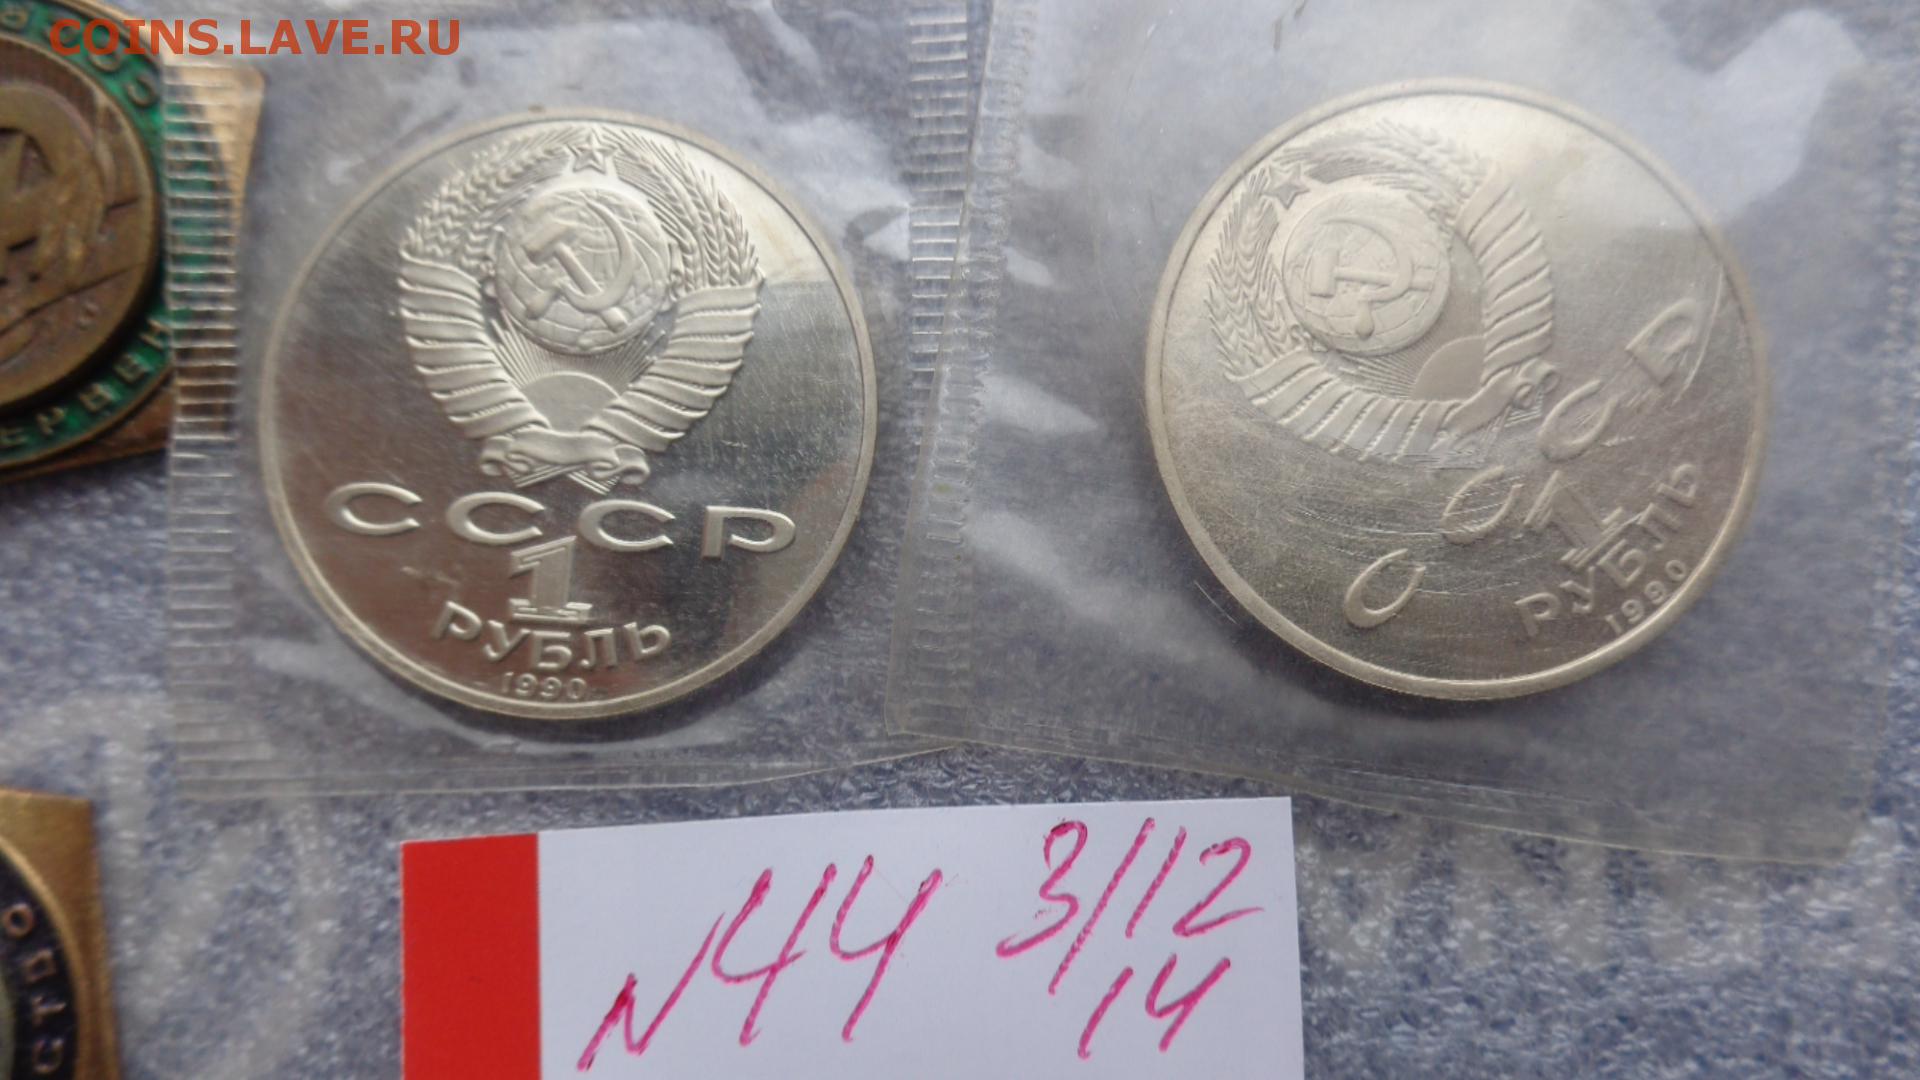 COINS.LAVE.RU
СССР
1
РУБЛЬ
1990
СССР
1
РУБЛЬ
1990
N44 3/12
14